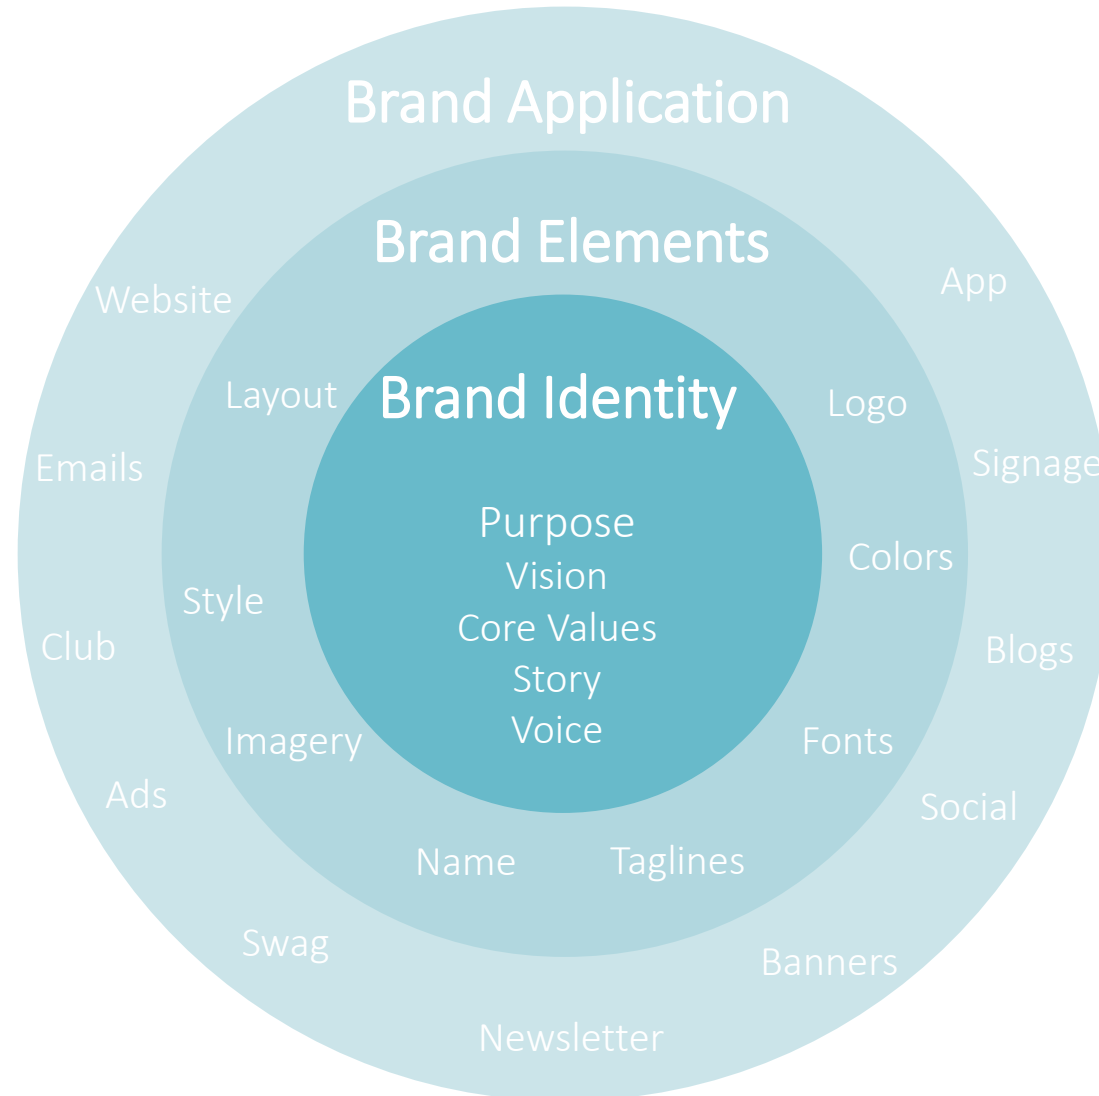 Brand Application
Brand Elements
Website
App
Layout
Brand Identity
Logo
Emails
Signage
Purpose
Vision
Colors
Style
Core Values
Club
Story
Blogs
Voice
Imagery
Fonts
Ads
Social
Name
Taglines
Swag
Banners
Newsletter